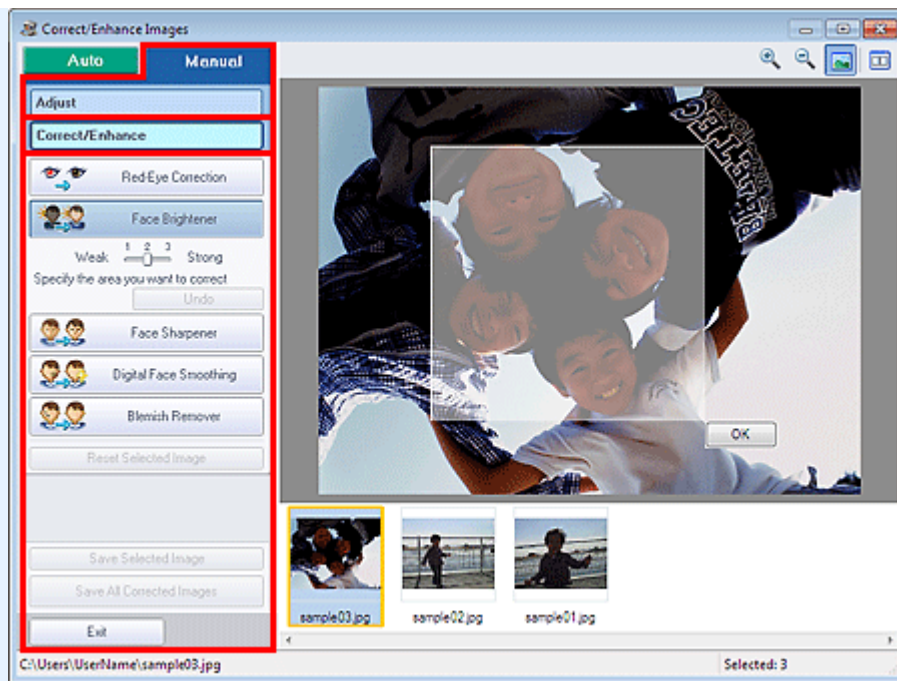 Correct/Enhance Images
Auto
Manual
Adjust
Correct/Enhance
Red-Eye Correction
Face Brightener
1 2 3
Weak Strong
Specify the area you want to correct
Undo
Face Sharpener
Digital Face Smoothing
Blemish Remover
Reset Selected Image
Save Selected Image
Save All Corrected Images
Exit
OK
sample03.jpg
sample02.jpg
sample01.jpg
C:\Users\UserName\sample03.jpg
Selected: 3